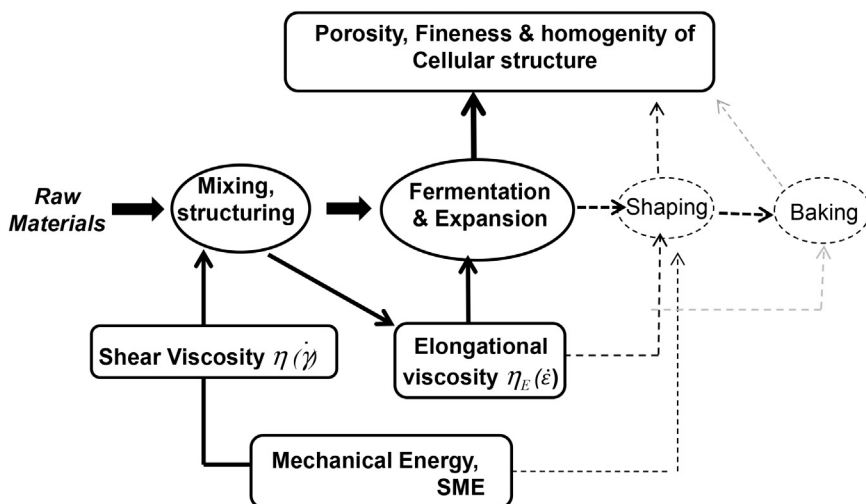 Porosity, Fineness & homogenity of
Cellular structure
Raw
Materials
Mixing,
structuring
Fermentation
& Expansion
Shaping
Baking
Shear Viscosity η (γ̇)
Elongational
viscosity ηE (ε̇)
Mechanical Energy,
SME